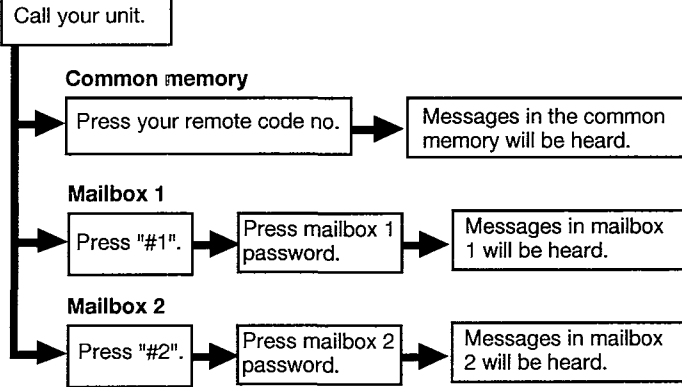 Call your unit.
Common memory
Press your remote code no.
Messages in the common
memory will be heard.
Mailbox 1
Press "#1".
Press mailbox 1
password.
Messages in mailbox
1 will be heard.
Mailbox 2
Press "#2".
Press mailbox 2
password.
Messages in mailbox
2 will be heard.